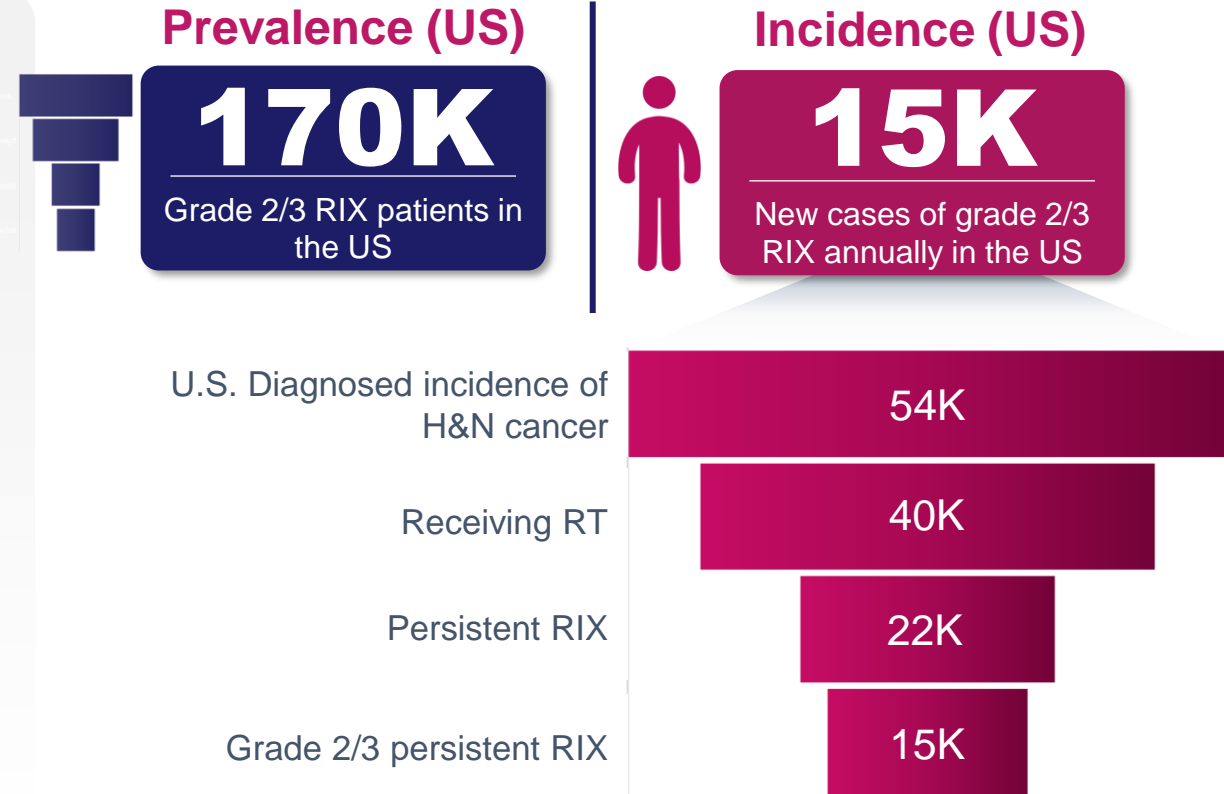 Prevalence (US)
170K
Grade 2/3 RIX patients in
the US
Incidence (US)
15K
New cases of grade 2/3
RIX annually in the US
U.S. Diagnosed incidence of
H&N cancer
54K
Receiving RT
40K
Persistent RIX
22K
Grade 2/3 persistent RIX
15K